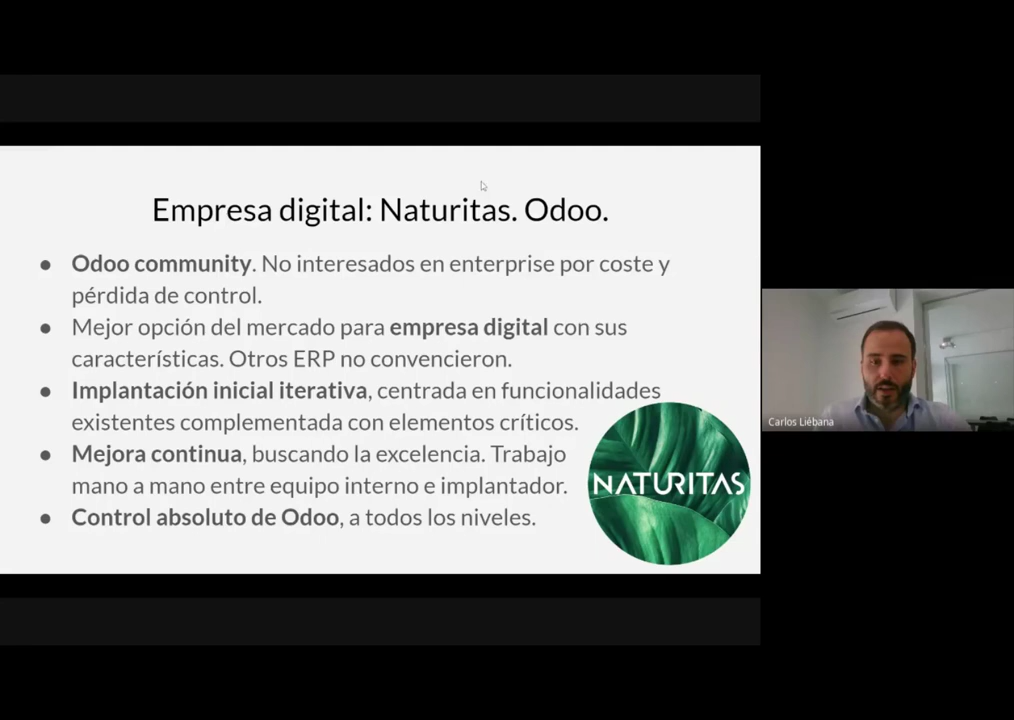 Empresa digital: Naturitas. Odoo.
● Odoo community. No interesados en enterprise por coste y
pérdida de control.
● Mejor opción del mercado para empresa digital con sus
características. Otros ERP no convencieron.
● Implantación inicial iterativa, centrada en funcionalidades
existentes complementada con elementos críticos.
● Mejora continua, buscando la excelencia. Trabajo
mano a mano entre equipo interno e implantador.
● Control absoluto de Odoo, a todos los niveles.
NATURITAS
Carlos Liébana